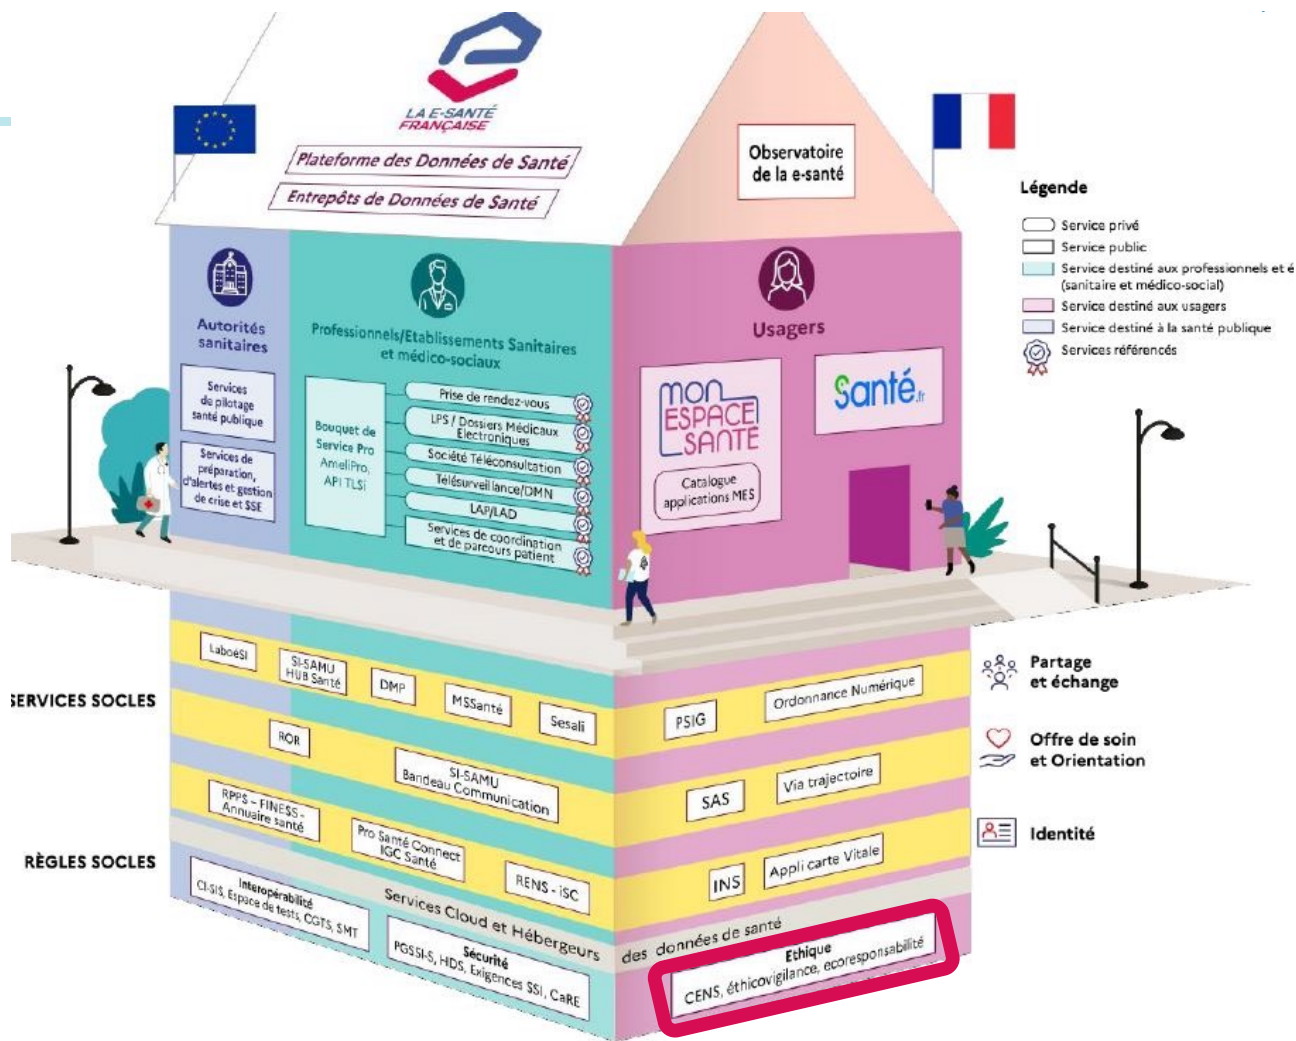 LA E-SANTÉ
FRANÇAISE
Plateforme des Données de Santé
Entrepôts de Données de Santé
Observatoire
de la e-santé
Légende
Service privé
Service public
Service destiné aux professionnels et é
(sanitaire et médico-social)
Service destiné aux usagers
Service destiné à la santé publique
Services référencés
Autorités
sanitaires
Services
de pilotage
santé publique
Services de
préparation,
d'alertes et gestion
de crise et SSE
Professionnels/Etablissements Sanitaires
et médico-sociaux
Bouquet de
Service Pro
AmeliPro,
API TLSi
Prise de rendez-vous
LPS / Dossiers Médicaux
Electroniques
Société Téléconsultation
Télésurveillance/DMN
LAP/LAD
Services de coordination
et de parcours patient
Usagers
mon
ESPACE
SANTÉ
Catalogue
applications MES
Santé.fr
SERVICES SOCLES
LaboéSI
SI-SAMU
HUB Santé
DMP
MSSanté
Sesali
PSIG
Ordonnance Numérique
Partage
et échange
ROR
SI-SAMU
Bandeau Communication
SAS
Via trajectoire
Offre de soin
et Orientation
RÈGLES SOCLES
RPPS - FINESS -
Annuaire santé
Pro Santé Connect
IGC Santé
RENS - iSC
INS
Appli carte Vitale
Identité
Services Cloud et Hébergeurs
des données de santé
Interopérabilité
CI-SIS, Espace de tests, CGTS, SMT
Sécurité
PGSSI-S, HDS, Exigences SSI, CaRE
Ethique
CENS, éthicovigilance, ecoresponsabilité